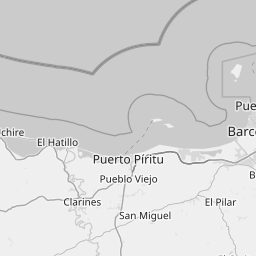 Pue
Barc
chire
El Hatillo
Puerto Píritu
Pueblo Viejo
Clarines
El Pilar
San Miguel